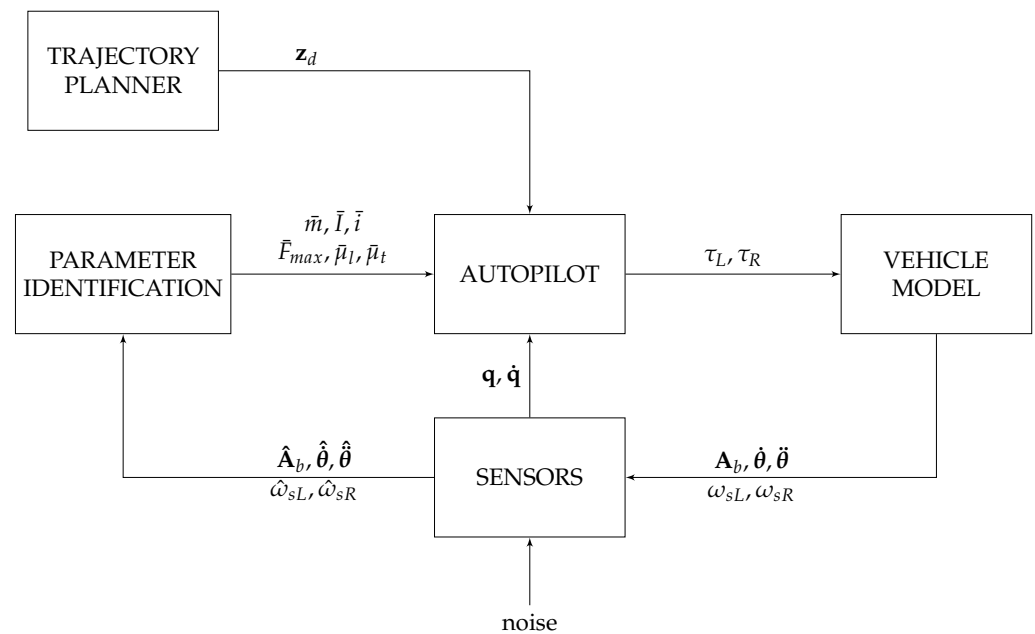 TRAJECTORY
PLANNER
𝐳_d
m̄, Ī, ī
F̄_max, μ̄_l, μ̄_t
PARAMETER
IDENTIFICATION
AUTOPILOT
τ_L, τ_R
VEHICLE
MODEL
𝐪, 𝐪̇
𝐀̂_b, 𝛉̇̂, 𝛉̈̂
ω̂_sL, ω̂_sR
SENSORS
𝐀_b, 𝛉̇, 𝛉̈
ω_sL, ω_sR
noise